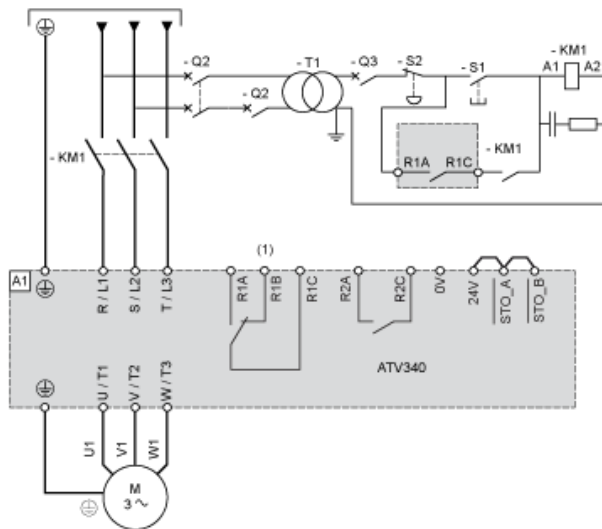 - Q2
- T1
- Q3
- S2
- S1
- KM1
A1
A2
- Q2
- KM1
R1A
R1C
- KM1
(1)
A1
R / L1
S / L2
T / L3
R1A
R1B
R1C
R2A
R2C
0V
24V
STO_A
STO_B
ATV340
U / T1
V / T2
W / T3
U1
V1
W1
M
3 ~